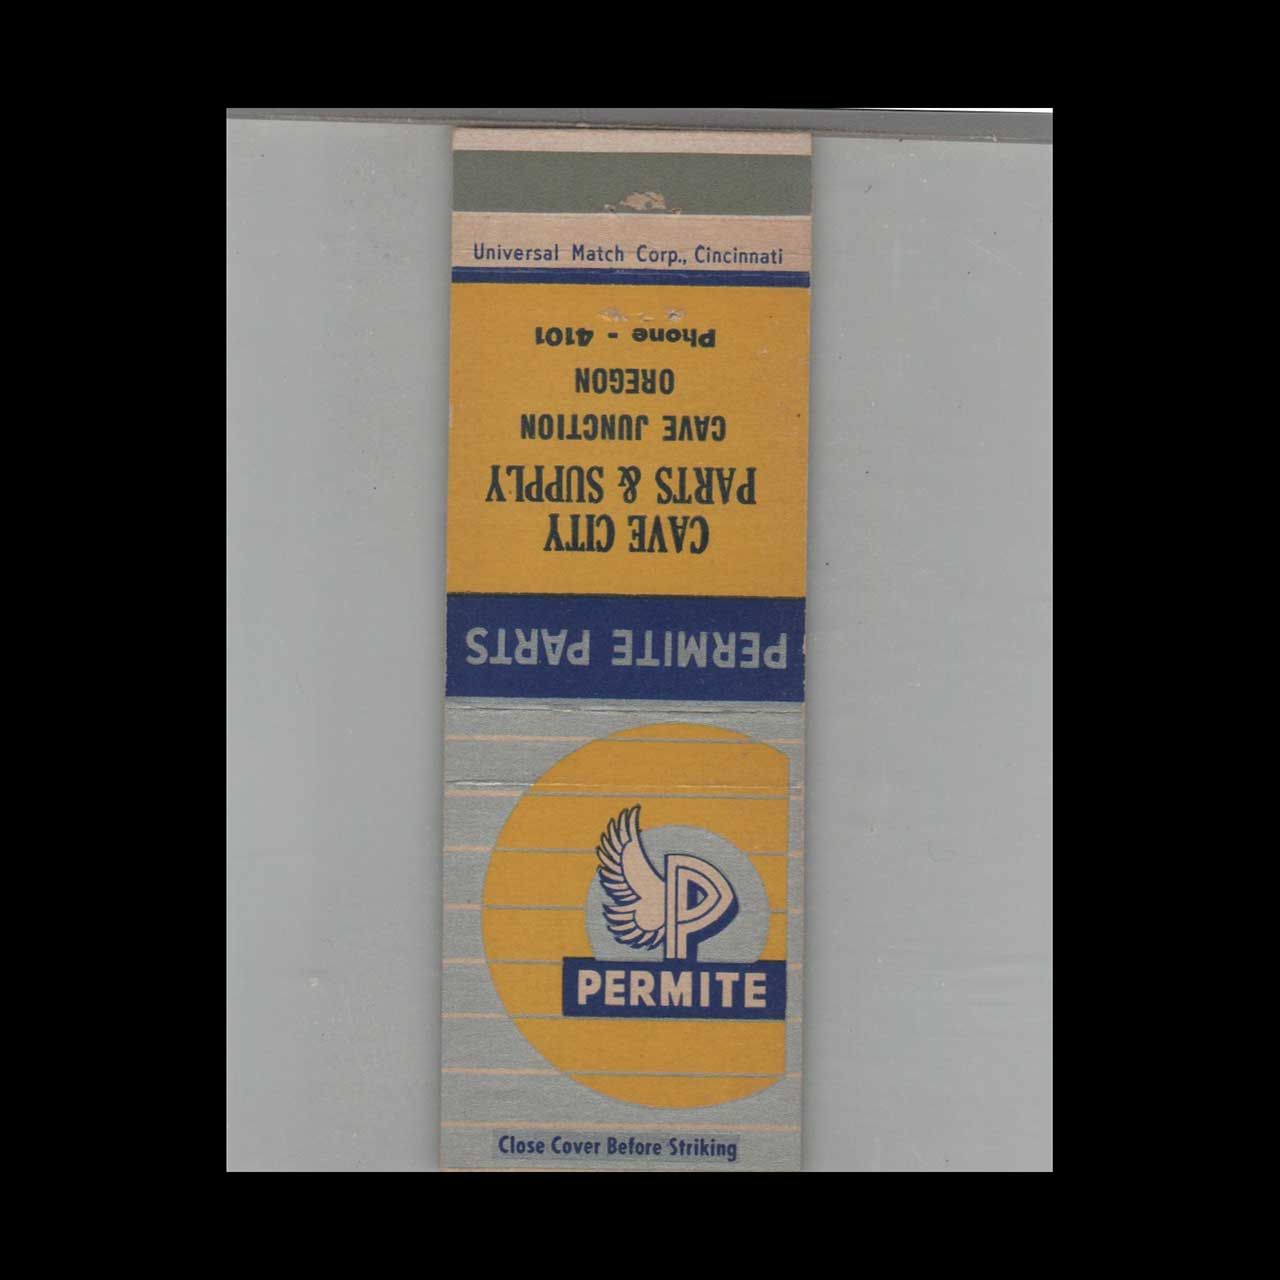 Universal Match Corp., Cincinnati
PERMITE PARTS
CAVE CITY
PARTS & SUPPLY
CAVE JUNCTION
OREGON
Phone - 4101
P
PERMITE
Close Cover Before Striking